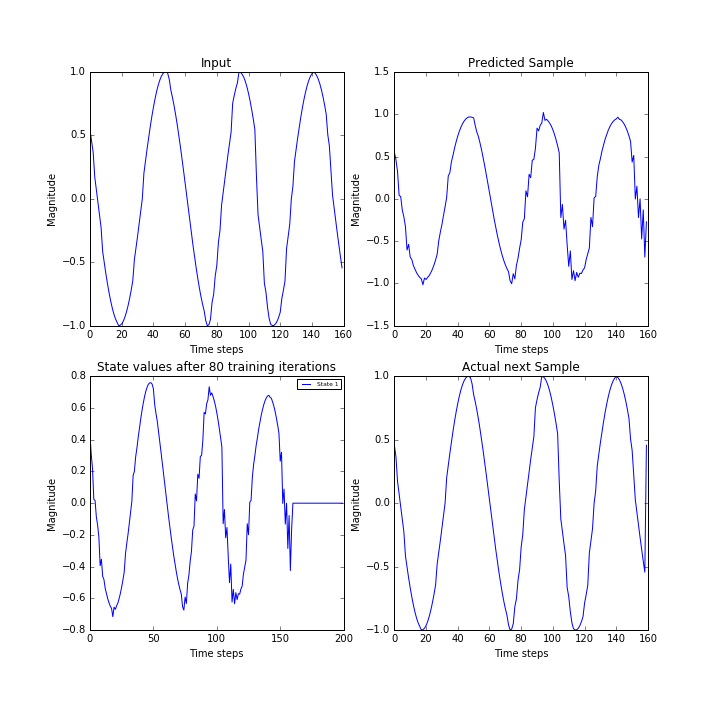 Input
1.0
0.5
0.0
−0.5
−1.0
Magnitude
0 20 40 60 80 100 120 140 160
Time steps
Predicted Sample
1.5
1.0
0.5
0.0
−0.5
−1.0
−1.5
Magnitude
0 20 40 60 80 100 120 140 160
Time steps
State values after 80 training iterations
State 1
0.8
0.6
0.4
0.2
0.0
−0.2
−0.4
−0.6
−0.8
Magnitude
0 50 100 150 200
Time steps
Actual next Sample
1.0
0.5
0.0
−0.5
−1.0
Magnitude
0 20 40 60 80 100 120 140 160
Time steps